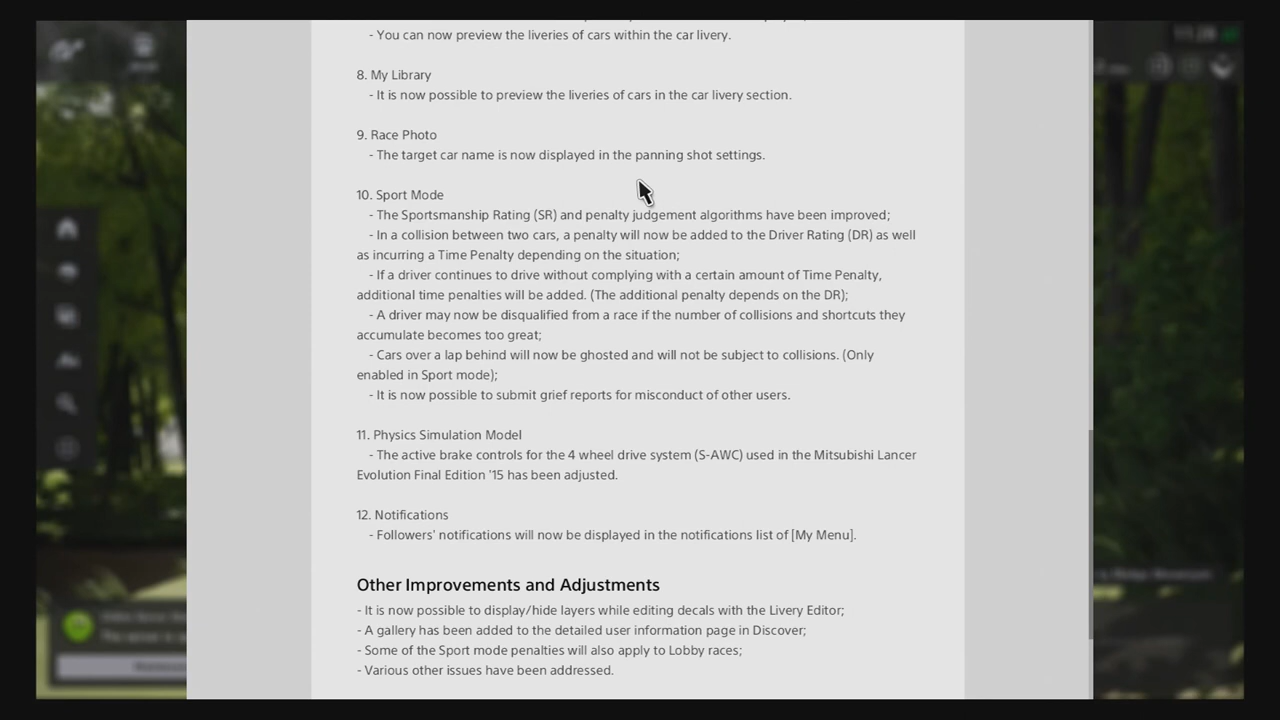 - You can now preview the liveries of cars within the car livery.
8. My Library
- It is now possible to preview the liveries of cars in the car livery section.
9. Race Photo
- The target car name is now displayed in the panning shot settings.
10. Sport Mode
- The Sportsmanship Rating (SR) and penalty judgement algorithms have been improved;
- In a collision between two cars, a penalty will now be added to the Driver Rating (DR) as well
as incurring a Time Penalty depending on the situation;
- If a driver continues to drive without complying with a certain amount of Time Penalty,
additional time penalties will be added. (The additional penalty depends on the DR);
- A driver may now be disqualified from a race if the number of collisions and shortcuts they
accumulate becomes too great;
- Cars over a lap behind will now be ghosted and will not be subject to collisions. (Only
enabled in Sport mode);
- It is now possible to submit grief reports for misconduct of other users.
11. Physics Simulation Model
- The active brake controls for the 4 wheel drive system (S-AWC) used in the Mitsubishi Lancer
Evolution Final Edition '15 has been adjusted.
12. Notifications
- Followers' notifications will now be displayed in the notifications list of [My Menu].
Other Improvements and Adjustments
- It is now possible to display/hide layers while editing decals with the Livery Editor;
- A gallery has been added to the detailed user information page in Discover;
- Some of the Sport mode penalties will also apply to Lobby races;
- Various other issues have been addressed.